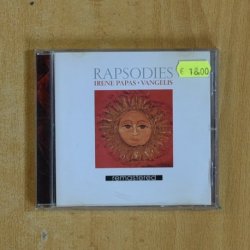 € 18.00
RAPSODIES
IRENE PAPAS • VANGELIS
remastered